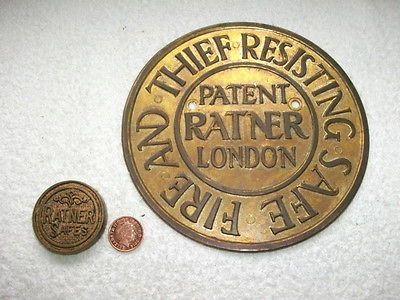 FIRE AND THIEF RESISTING SAFE
PATENT
RATNER
LONDON
RATNER
SAFES